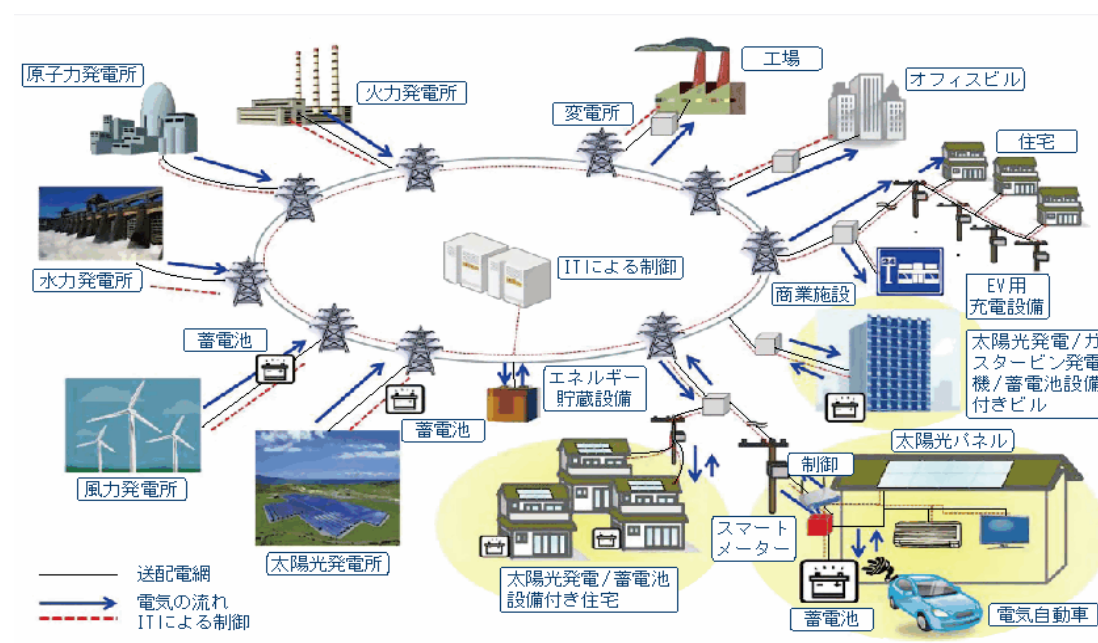 原子力発電所
火力発電所
変電所
工場
オフィスビル
住宅
水力発電所
ITによる制御
商業施設
EV用
充電設備
蓄電池
風力発電所
太陽光発電所
蓄電池
エネルギー
貯蔵設備
太陽光発電/ガ
スタービン発電
機/蓄電池設備
付きビル
太陽光パネル
制御
スマート
メーター
太陽光発電/蓄電池
設備付き住宅
蓄電池
電気自動車
送配電網
電気の流れ
ITによる制御